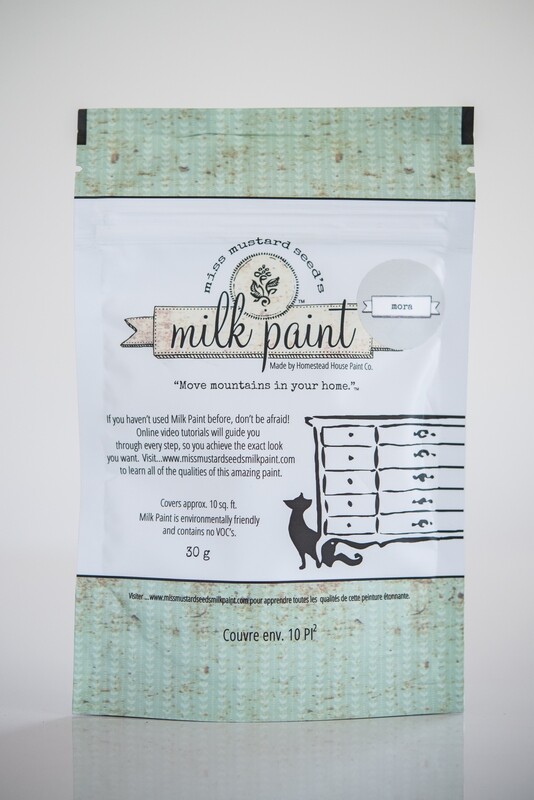 miss mustard seed's
milk paint™
mora
Made by Homestead House Paint Co.
“Move mountains in your home.”™
If you haven't used Milk Paint before, don't be afraid!
Online video tutorials will guide you
through every step, so you achieve the exact look
you want. Visit...www.missmustardseedsmilkpaint.com
to learn all of the qualities of this amazing paint.
Covers approx. 10 sq. ft.
Milk Paint is environmentally friendly
and contains no VOC's.
30 g
Visiter ...www.missmustardseedsmilkpaint.com pour apprendre toutes les qualités de cette peinture étonnante.
Couvre env. 10 PI²